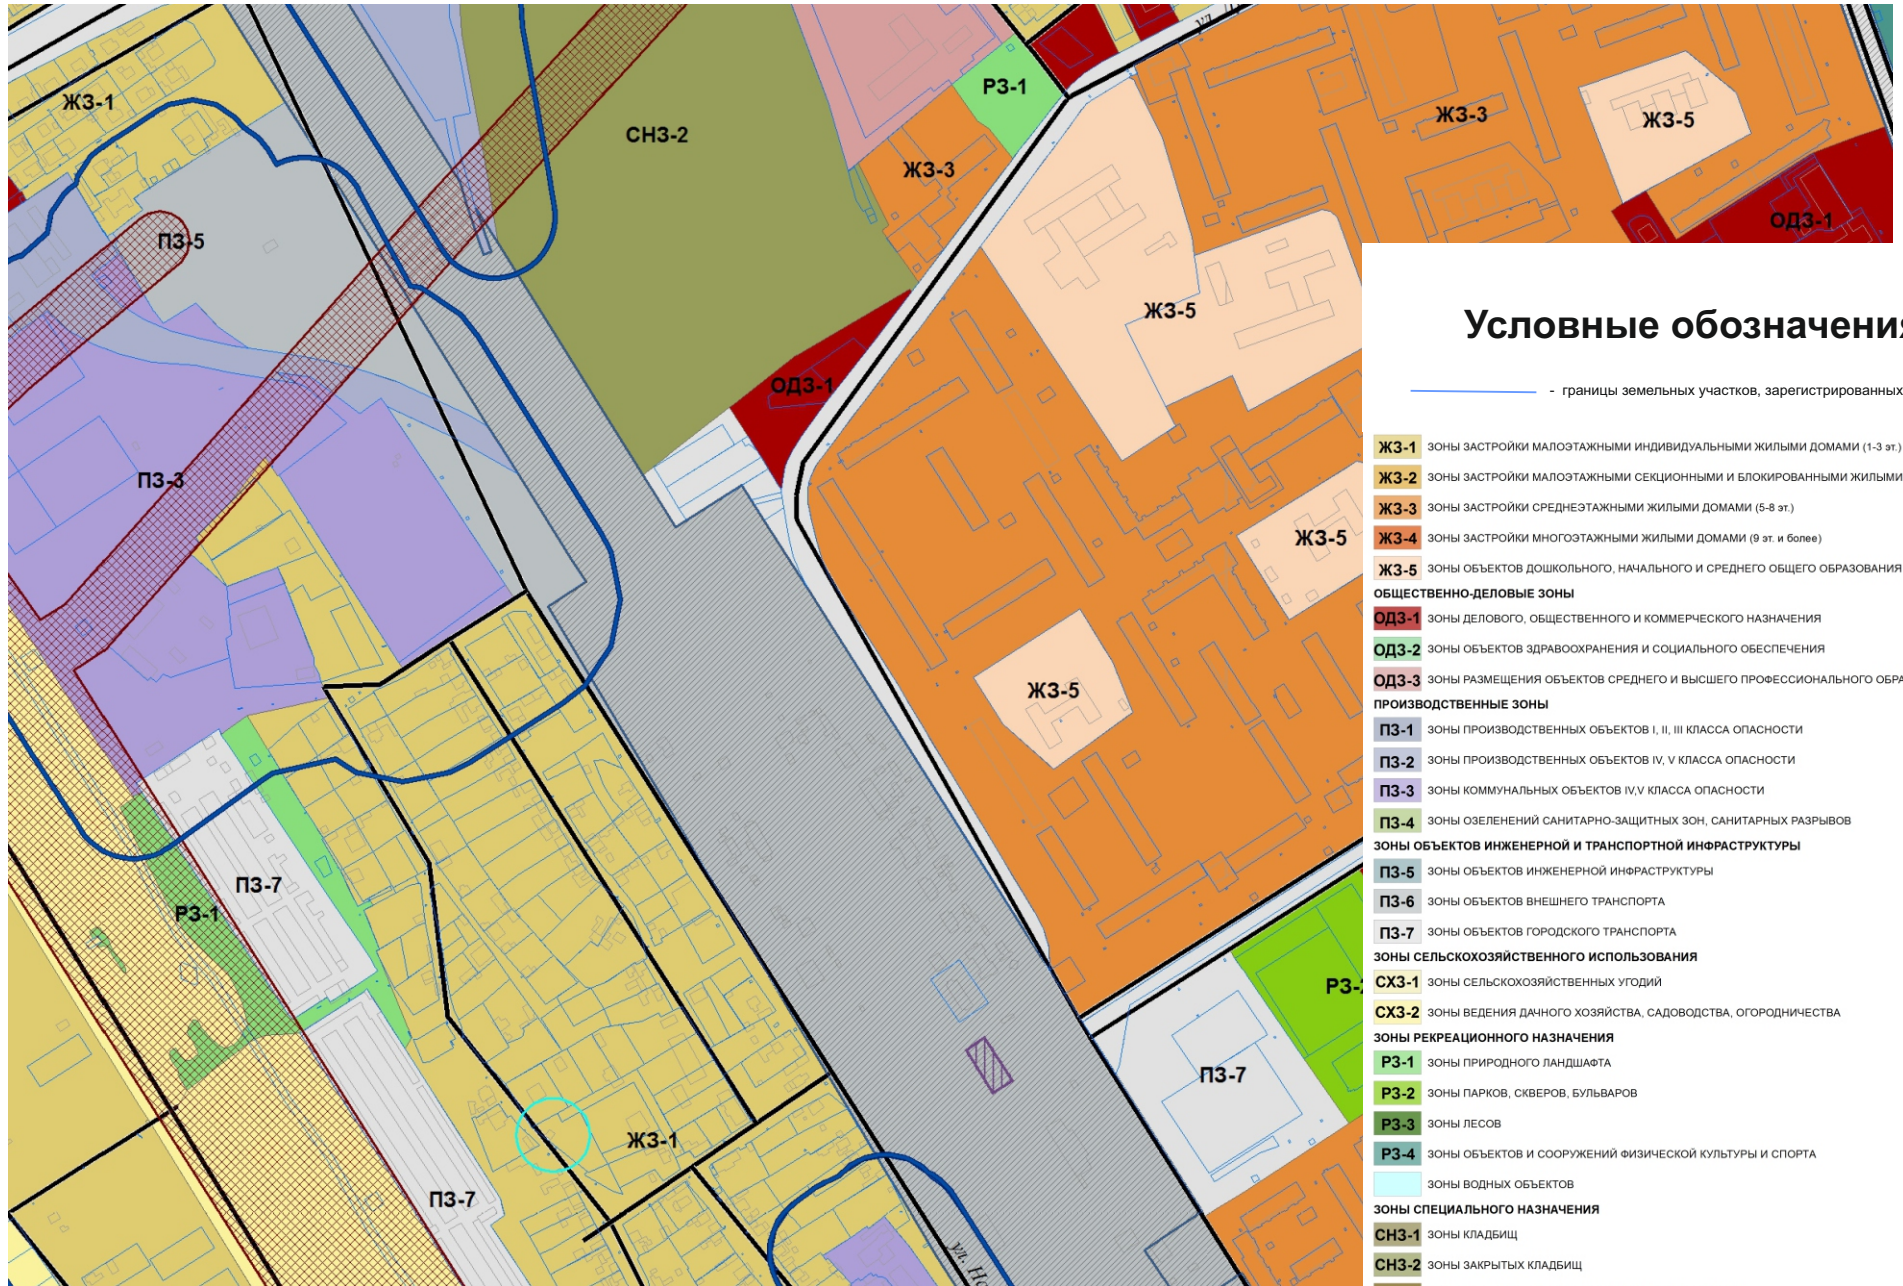 ул. Д
ЖЗ-1
РЗ-1
СНЗ-2
ЖЗ-3
ЖЗ-3
ЖЗ-5
ОДЗ-1
ПЗ-5
ЖЗ-5
ОДЗ-1
ПЗ-3
ЖЗ-5
ЖЗ-5
ПЗ-7
РЗ-1
РЗ-2
ПЗ-7
ЖЗ-1
ПЗ-7
ул. Но
Условные обозначения
- границы земельных участков, зарегистрированных
ЖЗ-1 ЗОНЫ ЗАСТРОЙКИ МАЛОЭТАЖНЫМИ ИНДИВИДУАЛЬНЫМИ ЖИЛЫМИ ДОМАМИ (1-3 эт.)
ЖЗ-2 ЗОНЫ ЗАСТРОЙКИ МАЛОЭТАЖНЫМИ СЕКЦИОННЫМИ И БЛОКИРОВАННЫМИ ЖИЛЫМИ
ЖЗ-3 ЗОНЫ ЗАСТРОЙКИ СРЕДНЕЭТАЖНЫМИ ЖИЛЫМИ ДОМАМИ (5-8 эт.)
ЖЗ-4 ЗОНЫ ЗАСТРОЙКИ МНОГОЭТАЖНЫМИ ЖИЛЫМИ ДОМАМИ (9 эт. и более)
ЖЗ-5 ЗОНЫ ОБЪЕКТОВ ДОШКОЛЬНОГО, НАЧАЛЬНОГО И СРЕДНЕГО ОБЩЕГО ОБРАЗОВАНИЯ
ОБЩЕСТВЕННО-ДЕЛОВЫЕ ЗОНЫ
ОДЗ-1 ЗОНЫ ДЕЛОВОГО, ОБЩЕСТВЕННОГО И КОММЕРЧЕСКОГО НАЗНАЧЕНИЯ
ОДЗ-2 ЗОНЫ ОБЪЕКТОВ ЗДРАВООХРАНЕНИЯ И СОЦИАЛЬНОГО ОБЕСПЕЧЕНИЯ
ОДЗ-3 ЗОНЫ РАЗМЕЩЕНИЯ ОБЪЕКТОВ СРЕДНЕГО И ВЫСШЕГО ПРОФЕССИОНАЛЬНОГО ОБРА
ПРОИЗВОДСТВЕННЫЕ ЗОНЫ
ПЗ-1 ЗОНЫ ПРОИЗВОДСТВЕННЫХ ОБЪЕКТОВ I, II, III КЛАССА ОПАСНОСТИ
ПЗ-2 ЗОНЫ ПРОИЗВОДСТВЕННЫХ ОБЪЕКТОВ IV, V КЛАССА ОПАСНОСТИ
ПЗ-3 ЗОНЫ КОММУНАЛЬНЫХ ОБЪЕКТОВ IV,V КЛАССА ОПАСНОСТИ
ПЗ-4 ЗОНЫ ОЗЕЛЕНЕНИЙ САНИТАРНО-ЗАЩИТНЫХ ЗОН, САНИТАРНЫХ РАЗРЫВОВ
ЗОНЫ ОБЪЕКТОВ ИНЖЕНЕРНОЙ И ТРАНСПОРТНОЙ ИНФРАСТРУКТУРЫ
ПЗ-5 ЗОНЫ ОБЪЕКТОВ ИНЖЕНЕРНОЙ ИНФРАСТРУКТУРЫ
ПЗ-6 ЗОНЫ ОБЪЕКТОВ ВНЕШНЕГО ТРАНСПОРТА
ПЗ-7 ЗОНЫ ОБЪЕКТОВ ГОРОДСКОГО ТРАНСПОРТА
ЗОНЫ СЕЛЬСКОХОЗЯЙСТВЕННОГО ИСПОЛЬЗОВАНИЯ
СХЗ-1 ЗОНЫ СЕЛЬСКОХОЗЯЙСТВЕННЫХ УГОДИЙ
СХЗ-2 ЗОНЫ ВЕДЕНИЯ ДАЧНОГО ХОЗЯЙСТВА, САДОВОДСТВА, ОГОРОДНИЧЕСТВА
ЗОНЫ РЕКРЕАЦИОННОГО НАЗНАЧЕНИЯ
РЗ-1 ЗОНЫ ПРИРОДНОГО ЛАНДШАФТА
РЗ-2 ЗОНЫ ПАРКОВ, СКВЕРОВ, БУЛЬВАРОВ
РЗ-3 ЗОНЫ ЛЕСОВ
РЗ-4 ЗОНЫ ОБЪЕКТОВ И СООРУЖЕНИЙ ФИЗИЧЕСКОЙ КУЛЬТУРЫ И СПОРТА
ЗОНЫ ВОДНЫХ ОБЪЕКТОВ
ЗОНЫ СПЕЦИАЛЬНОГО НАЗНАЧЕНИЯ
СНЗ-1 ЗОНЫ КЛАДБИЩ
СНЗ-2 ЗОНЫ ЗАКРЫТЫХ КЛАДБИЩ